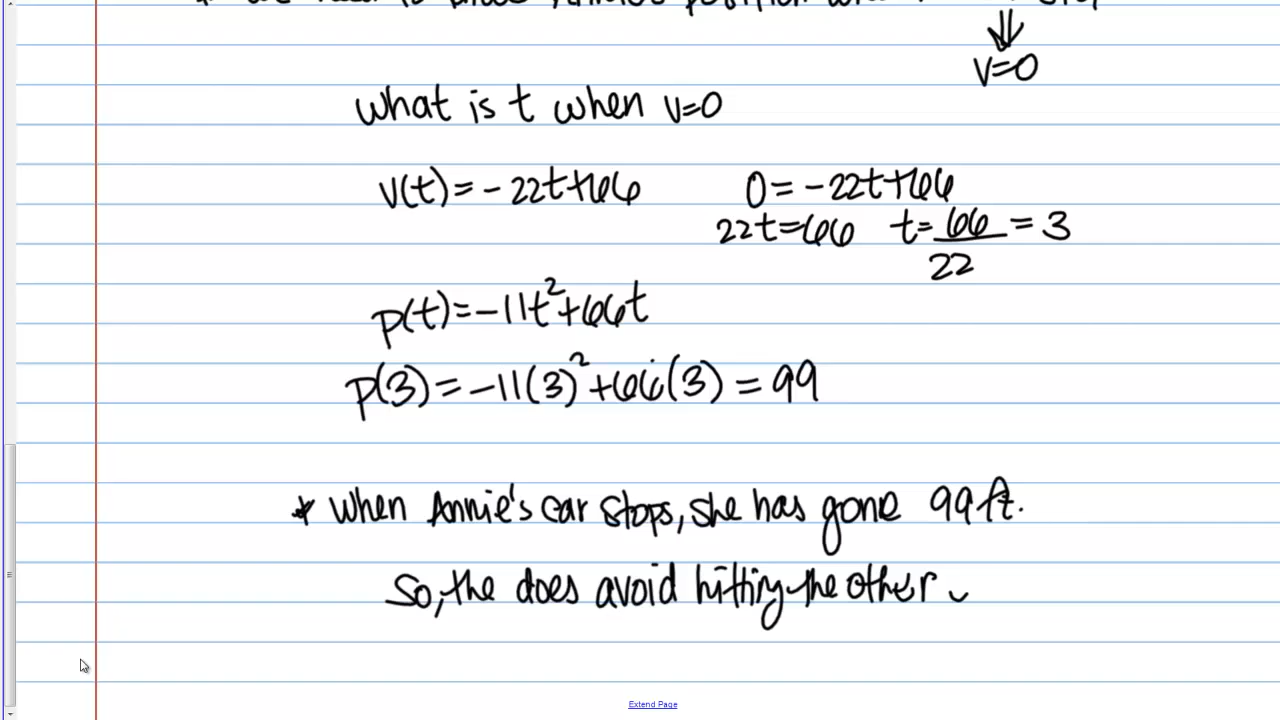 position
v=0
What is t when v=0
v(t) = -22t+66 0 = -22t+66
22t=66 t= 66/22 = 3
p(t)= -11t²+66t
p(3) = -11(3)²+66(3) = 99
* When Annie's car stops, she has gone 99 ft.
So, the does avoid hitting the other
Extend Page